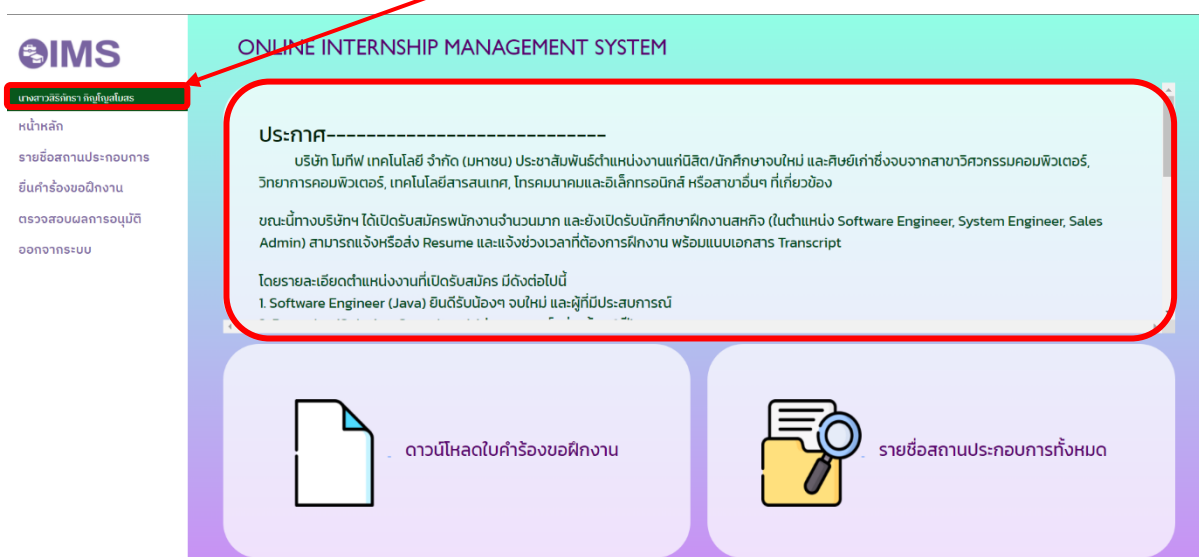 OIMS
ONLINE INTERNSHIP MANAGEMENT SYSTEM
นางสาวสิริภัทรา
หน้าหลัก
รายชื่อสถานประกอบการ
ยื่นคำร้องขอฝึกงาน
ตรวจสอบผลการอนุมัติ
ออกจากระบบ
ประกาศ----------------------------
บริษัท โมทีฟ เทคโนโลยี จำกัด (มหาชน) ประชาสัมพันธ์ตำแหน่งงานแก่นิสิต/นักศึกษาจบใหม่ และศิษย์เก่าซึ่งจบจากสาขาวิศวกรรมคอมพิวเตอร์,
วิทยาการคอมพิวเตอร์, เทคโนโลยีสารสนเทศ, โทรคมนาคมและอิเล็กทรอนิกส์ หรือสาขาอื่นๆ ที่เกี่ยวข้อง
ขณะนี้ทางบริษัทฯ ได้เปิดรับสมัครพนักงานจำนวนมาก และยังเปิดรับนักศึกษาฝึกงานสหกิจ (ในตำแหน่ง Software Engineer, System Engineer, Sales
Admin) สามารถแจ้งหรือส่ง Resume และแจ้งช่วงเวลาที่ต้องการฝึกงาน พร้อมแนบเอกสาร Transcript
โดยรายละเอียดตำแหน่งงานที่เปิดรับสมัคร มีดังต่อไปนี้
1. Software Engineer (Java) ยินดีรับน้องๆ จบใหม่ และผู้ที่มีประสบการณ์
ดาวน์โหลดใบคำร้องขอฝึกงาน
รายชื่อสถานประกอบการทั้งหมด